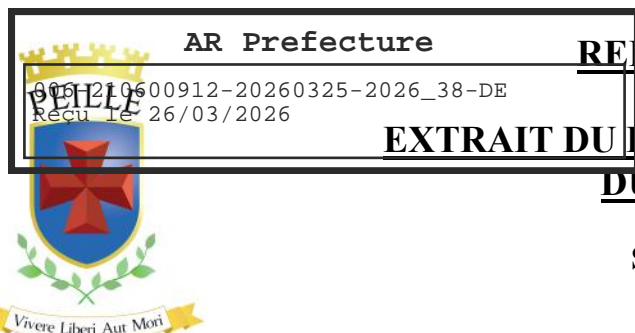 AR Prefecture
006-210600912-20260325-2026_38-DE
Reçu le 26/03/2026
PEILLE
EXTRAIT DU
Vivere Liberi Aut Mori